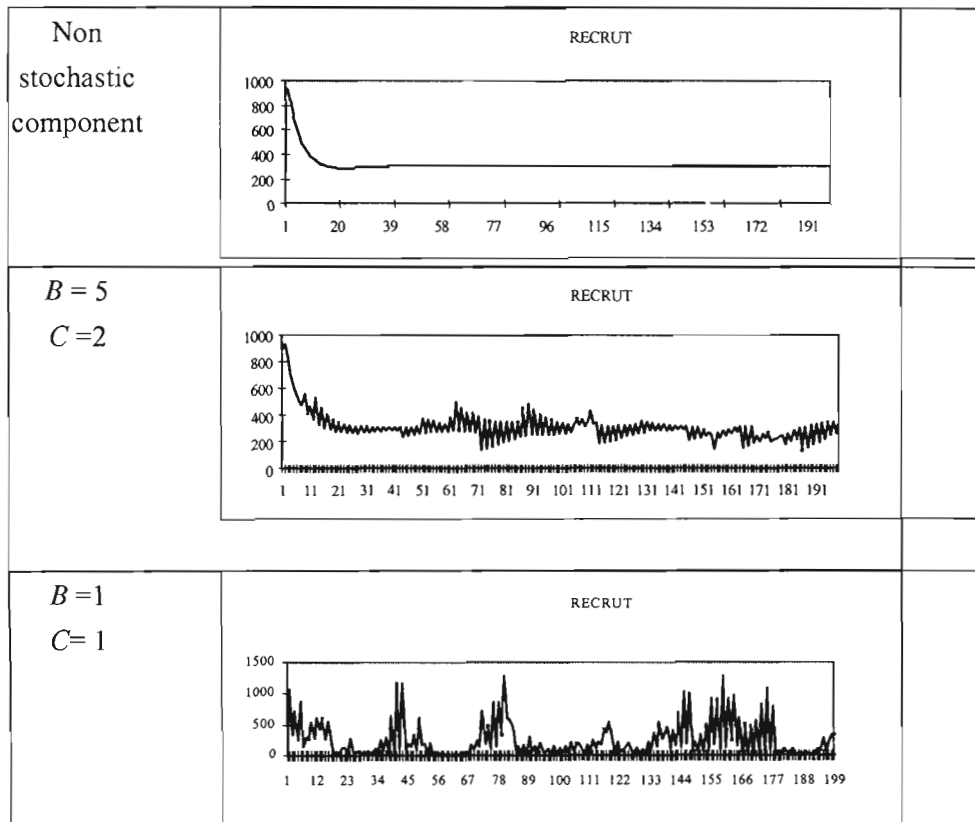 Non
stochastic
component
RECRUT
1000
800
600
400
200
0
1 20 39 58 77 96 115 134 153 172 191
B = 5
C =2
RECRUT
1000
800
600
400
200
0
1 11 21 31 41 51 61 71 81 91 101 111 121 131 141 151 161 171 181 191
B =1
C= 1
RECRUT
1500
1000
500
0
1 12 23 34 45 56 67 78 89 100 111 122 133 144 155 166 177 188 199